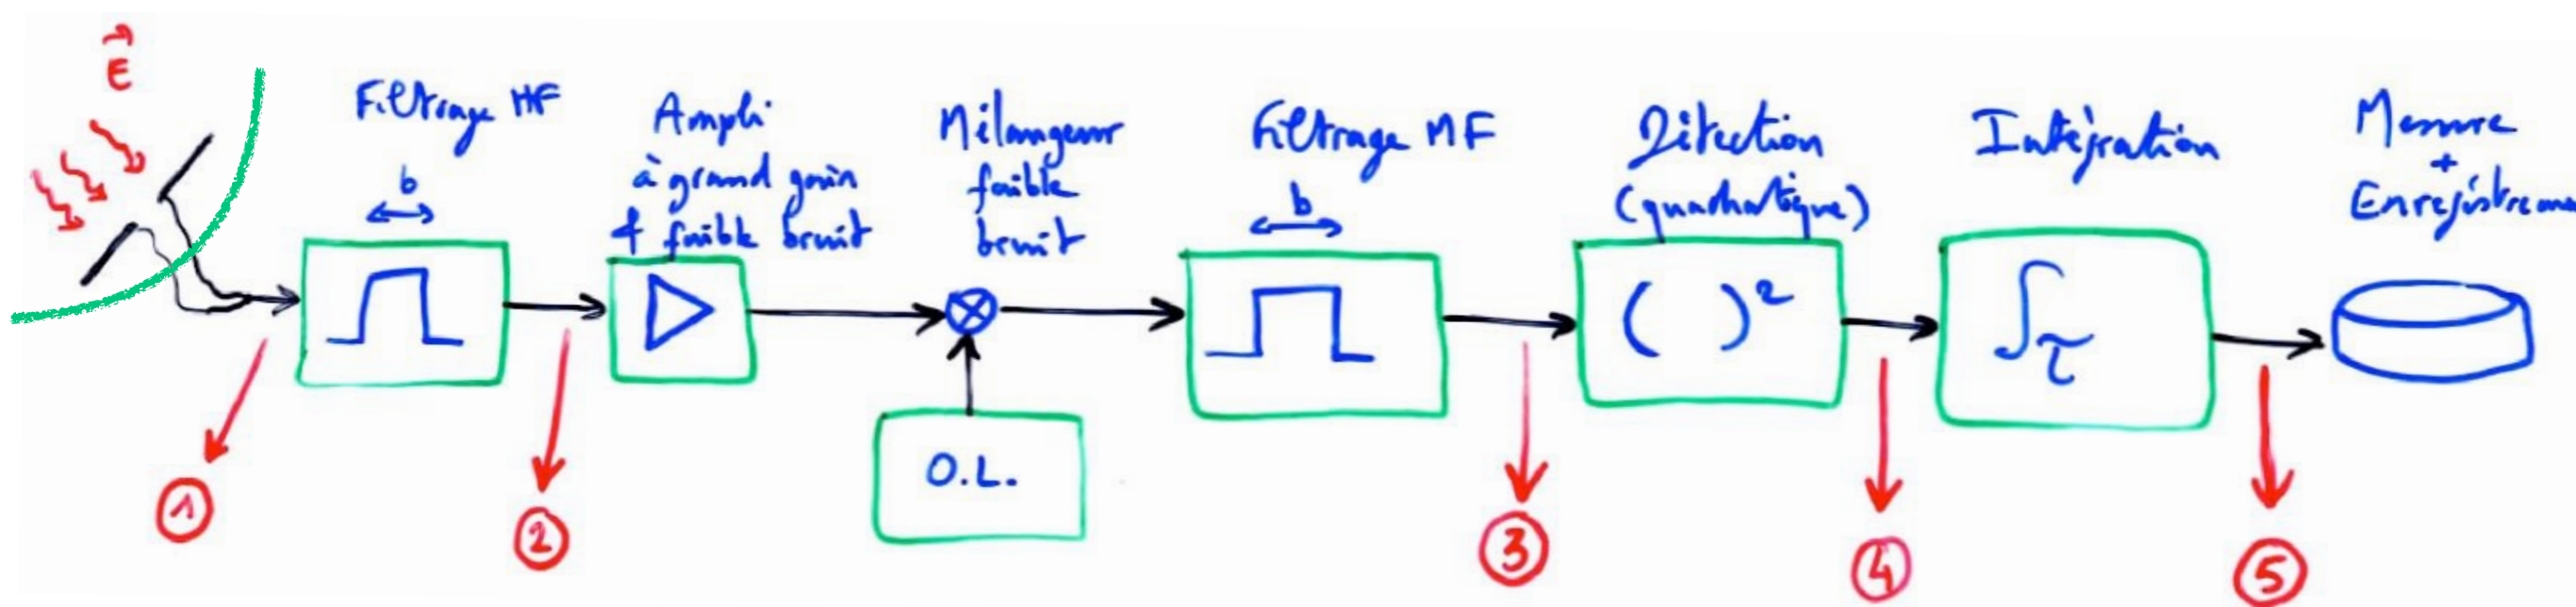 E
Filtrage HF
b
Ampli
à grand gain
& faible bruit
Mélangeur
faible
bruit
O.L.
Filtrage MF
b
Détection
(quadratique)
( )²
Intégration
∫τ
Mesure
+
Enregistreme
1
2
3
4
5